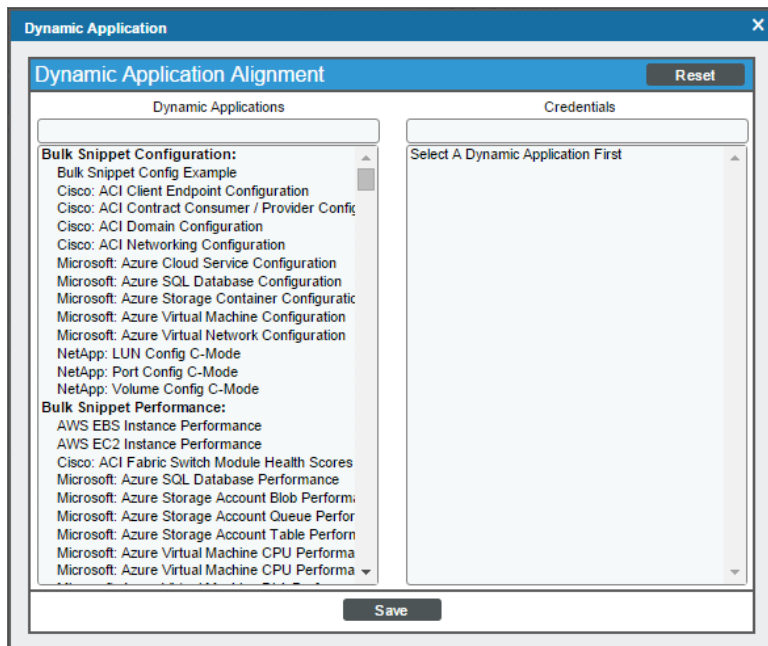 Dynamic Application
X
Dynamic Application Alignment
Reset
Dynamic Applications
Credentials
Bulk Snippet Configuration:
Bulk Snippet Config Example
Cisco: ACI Client Endpoint Configuration
Cisco: ACI Contract Consumer / Provider Config
Cisco: ACI Domain Configuration
Cisco: ACI Networking Configuration
Microsoft: Azure Cloud Service Configuration
Microsoft: Azure SQL Database Configuration
Microsoft: Azure Storage Container Configuratic
Microsoft: Azure Virtual Machine Configuration
Microsoft: Azure Virtual Network Configuration
NetApp: LUN Config C-Mode
NetApp: Port Config C-Mode
NetApp: Volume Config C-Mode
Bulk Snippet Performance:
AWS EBS Instance Performance
AWS EC2 Instance Performance
Cisco: ACI Fabric Switch Module Health Scores
Microsoft: Azure SQL Database Performance
Microsoft: Azure Storage Account Blob Performa
Microsoft: Azure Storage Account Queue Perfor
Microsoft: Azure Storage Account Table Perform
Microsoft: Azure Virtual Machine CPU Performa
Microsoft: Azure Virtual Machine CPU Performa
Select A Dynamic Application First
Save